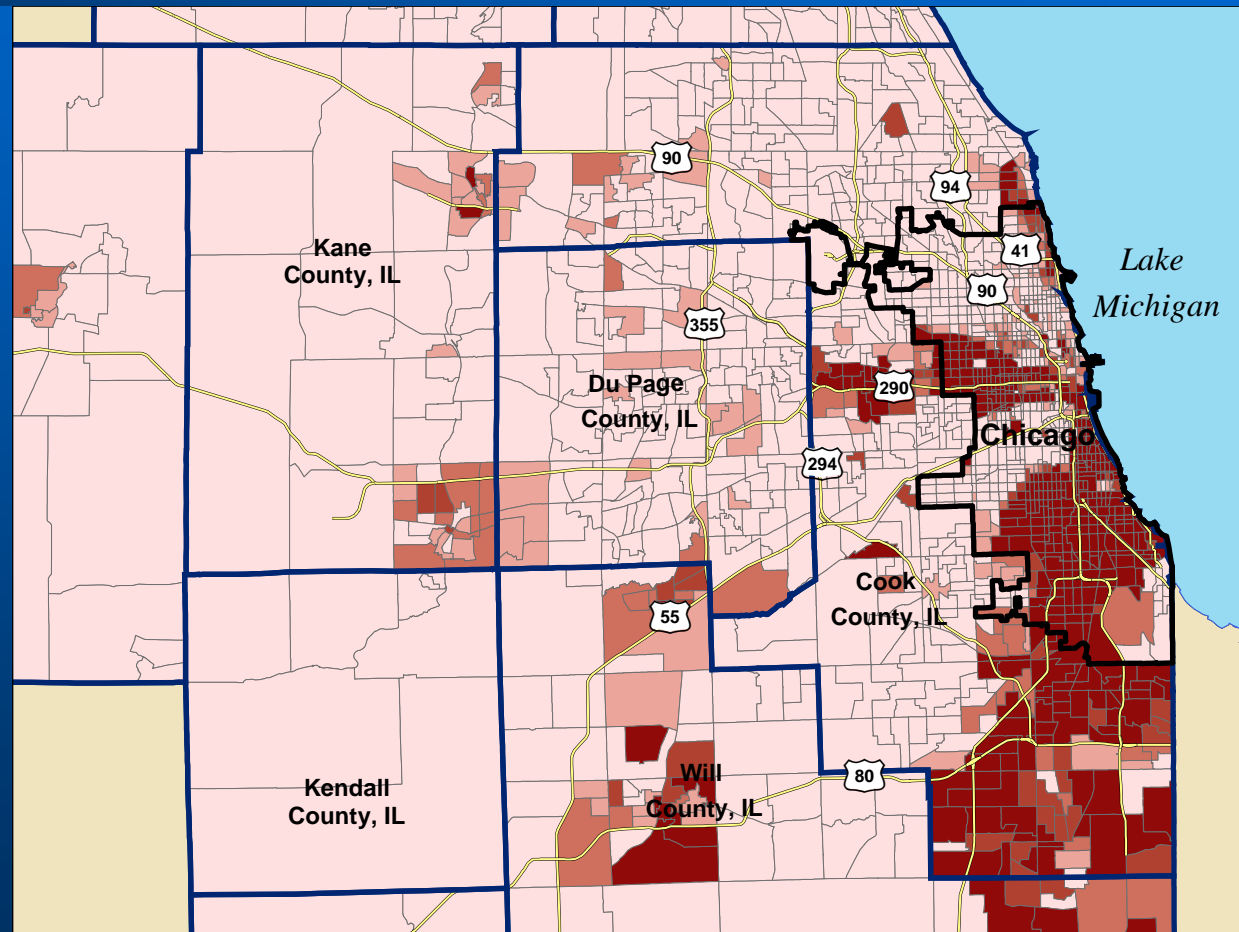 90
94
Kane
County, IL
41
Lake
Michigan
90
355
Du Page
County, IL
290
Chicago
294
Cook
County, IL
55
Will
County, IL
80
Kendall
County, IL